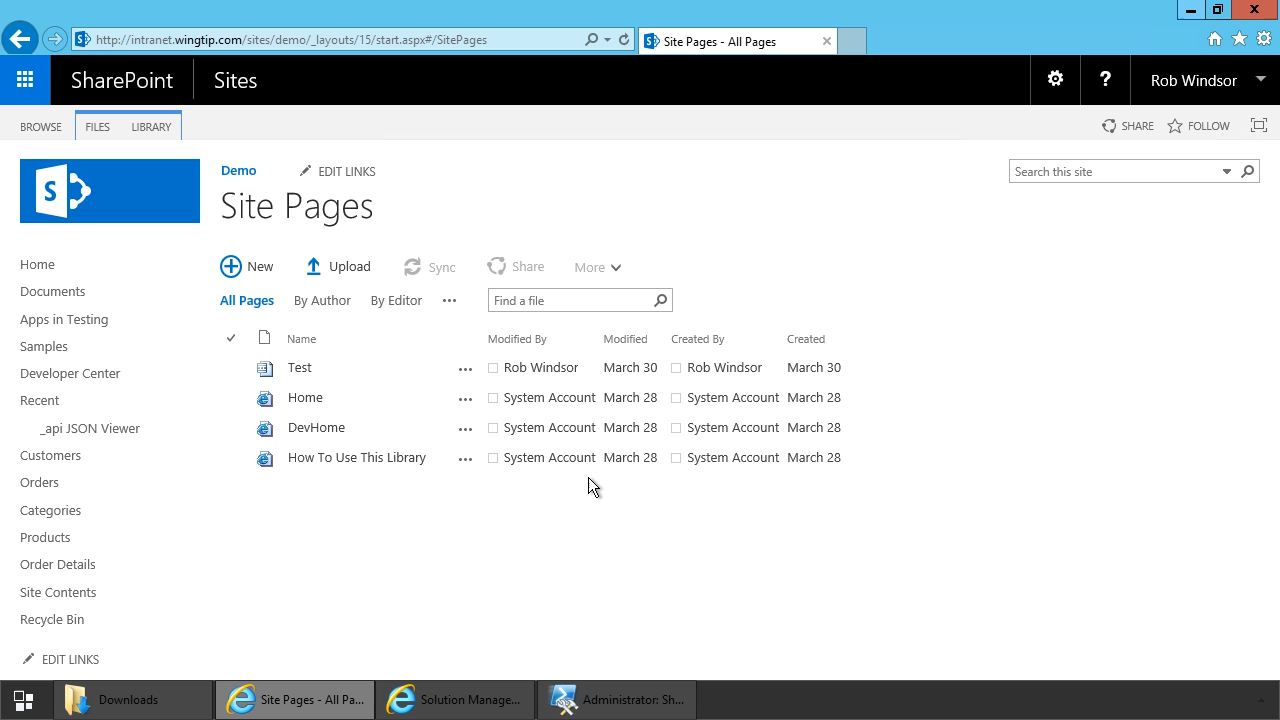 http://intranet.wingtip.com/sites/demo/_layouts/15/start.aspx#/SitePages
Site Pages - All Pages
SharePoint
Sites
?
Rob Windsor
BROWSE
FILES
LIBRARY
SHARE
FOLLOW
S
Demo
EDIT LINKS
Search this site
Site Pages
Home
Documents
Apps in Testing
Samples
Developer Center
Recent
_api JSON Viewer
Customers
Orders
Categories
Products
Order Details
Site Contents
Recycle Bin
EDIT LINKS
New
Upload
Sync
Share
More
All Pages
By Author
By Editor
Find a file
Name Modified By Modified Created By Created
Test Rob Windsor March 30 Rob Windsor March 30
Home System Account March 28 System Account March 28
DevHome System Account March 28 System Account March 28
How To Use This Library System Account March 28 System Account March 28
Downloads
Site Pages - All Pa...
Solution Manage...
Administrator: Sh...